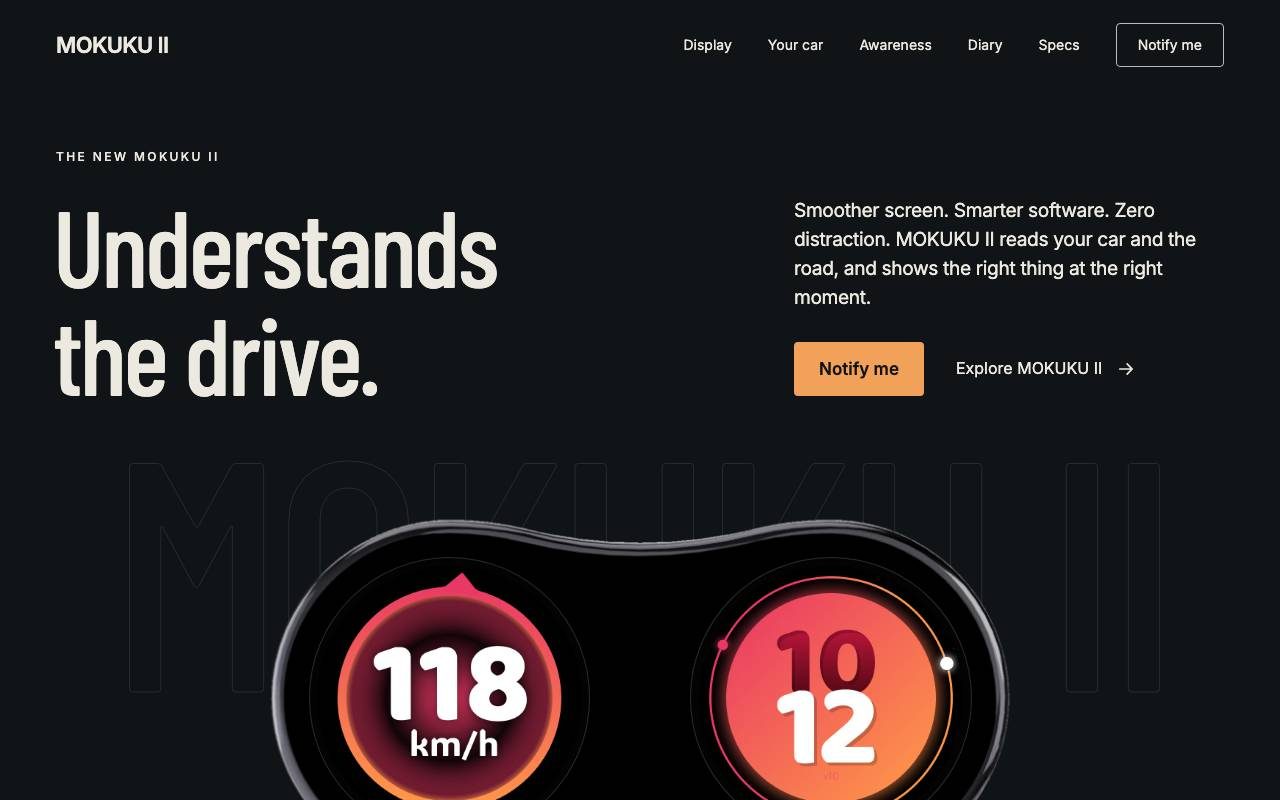 MOKUKU II
Display
Your car
Awareness
Diary
Specs
Notify me
THE NEW MOKUKU II
Understands
the drive.
Smoother screen. Smarter software. Zero
distraction. MOKUKU II reads your car and the
road, and shows the right thing at the right
moment.
Notify me
Explore MOKUKU II →
MOKUKU II
118
km/h
10
12